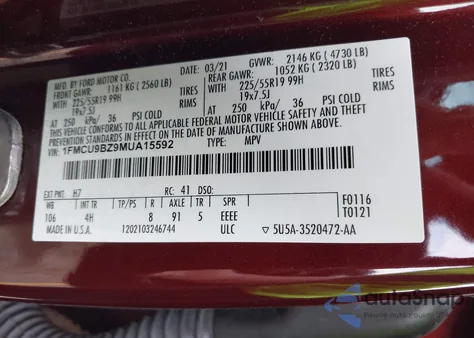 MFD. BY FORD MOTOR CO.
DATE: 03/21 GVWR: 2146 KG ( 4730 LB)
FRONT GAWR: 1161 KG ( 2560 LB) REAR GAWR: 1052 KG ( 2320 LB)
225/55R19 99H TIRES 225/55R19 99H TIRES
19x7.5J RIMS 19x7.5J RIMS
AT 250 kPa/ 36 PSI COLD AT 250 kPa/ 36 PSI COLD
THIS VEHICLE CONFORMS TO ALL APPLICABLE FEDERAL MOTOR VEHICLE SAFETY AND BUMPER STANDARDS, AND THEFT PREVENTION STANDARDS IN EFFECT ON THE DATE OF MANUFACTURE SHOWN ABOVE.
VIN: 1FMCU9BZ9MUA15592
TYPE: MPV
EXT PNT: H7 RC: 41 DSO: F0116
WB INT TR TP/PS R AXLE TR SPR T0121
106 4H 8 91 5 EEEE
MADE IN U.S.A. 1202103246744 ULC 5U5A-3520472-AA
autoSnap